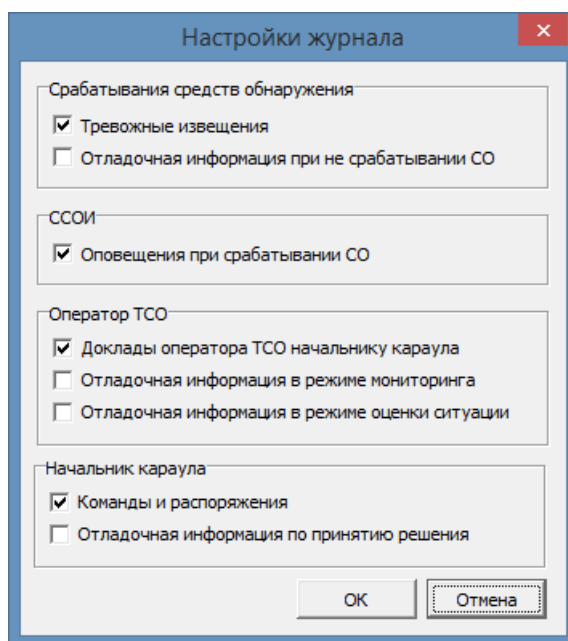 Настройки журнала
Срабатывания средств обнаружения
Тревожные извещения
Отладочная информация при не срабатывании СО
ССОИ
Оповещения при срабатывании СО
Оператор ТСО
Доклады оператора ТСО начальнику караула
Отладочная информация в режиме мониторинга
Отладочная информация в режиме оценки ситуации
Начальник караула
Команды и распоряжения
Отладочная информация по принятию решения
ОК Отмена